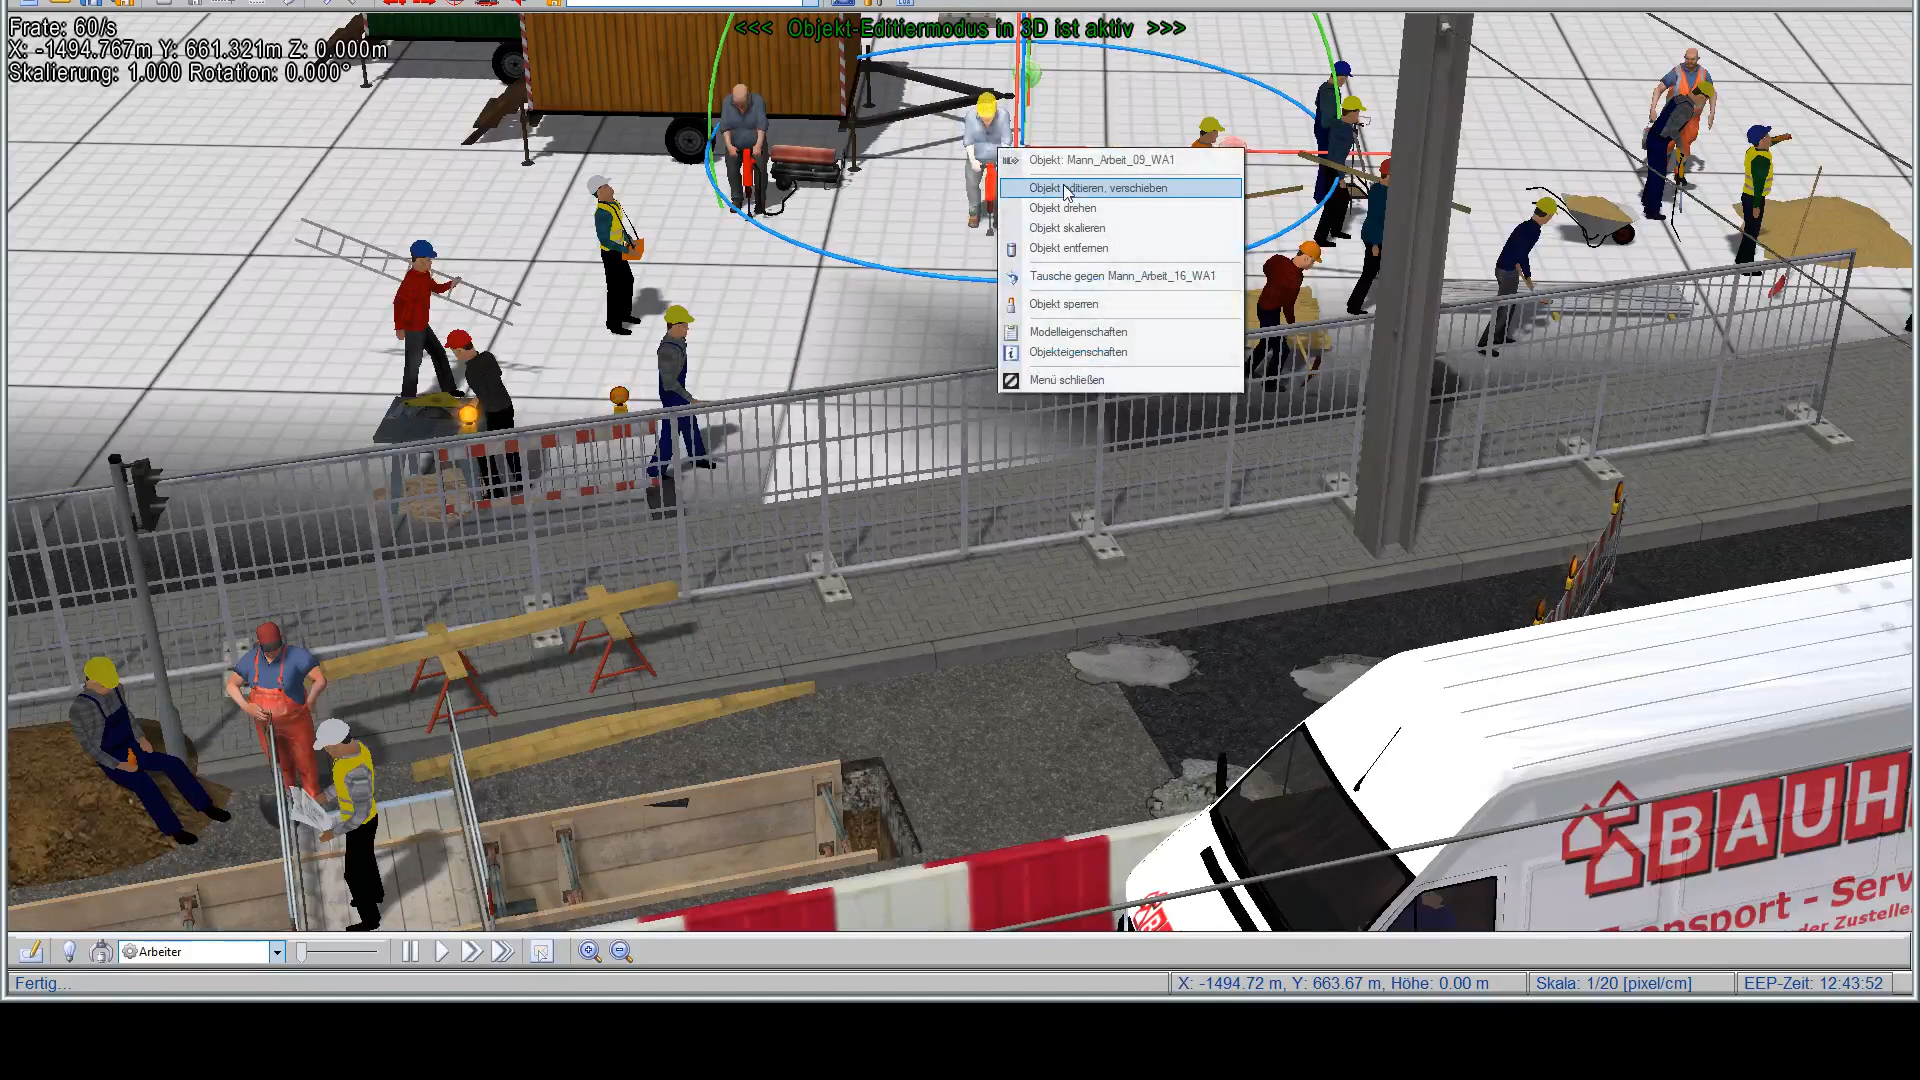 <<< Objekt-Editiermodus in 3D ist aktiv >>>
Frate: 60/s
X: -1494.767m Y: 661.321m Z: 0.000m
Skalierung: 1.000 Rotation: 0.000°
Objekt: Mann_Arbeit_09_WA1
Objekt editieren, verschieben
Objekt drehen
Objekt skalieren
Objekt entfernen
Tausche gegen Mann_Arbeit_16_WA1
Objekt sperren
Modelleigenschaften
Objekteigenschaften
Menü schließen
BAUH
Transport - Serv
der Zustelle
Arbeiter
Fertig...
X: -1494.72 m, Y: 663.67 m, Höhe: 0.00 m
Skala: 1/20 [pixel/cm]
EEP-Zeit: 12:43:52